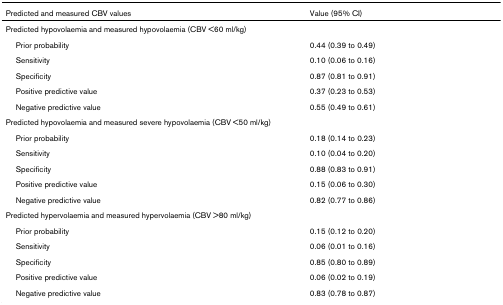 Predicted and measured CBV values Value (95% CI)
Predicted hypovolaemia and measured hypovolaemia (CBV <60 ml/kg)
Prior probability 0.44 (0.39 to 0.49)
Sensitivity 0.10 (0.06 to 0.16)
Specificity 0.87 (0.81 to 0.91)
Positive predictive value 0.37 (0.23 to 0.53)
Negative predictive value 0.55 (0.49 to 0.61)
Predicted hypovolaemia and measured severe hypovolaemia (CBV <50 ml/kg)
Prior probability 0.18 (0.14 to 0.23)
Sensitivity 0.10 (0.04 to 0.20)
Specificity 0.88 (0.83 to 0.91)
Positive predictive value 0.15 (0.06 to 0.30)
Negative predictive value 0.82 (0.77 to 0.86)
Predicted hypervolaemia and measured hypervolaemia (CBV >80 ml/kg)
Prior probability 0.15 (0.12 to 0.20)
Sensitivity 0.06 (0.01 to 0.16)
Specificity 0.85 (0.80 to 0.89)
Positive predictive value 0.06 (0.02 to 0.19)
Negative predictive value 0.83 (0.78 to 0.87)